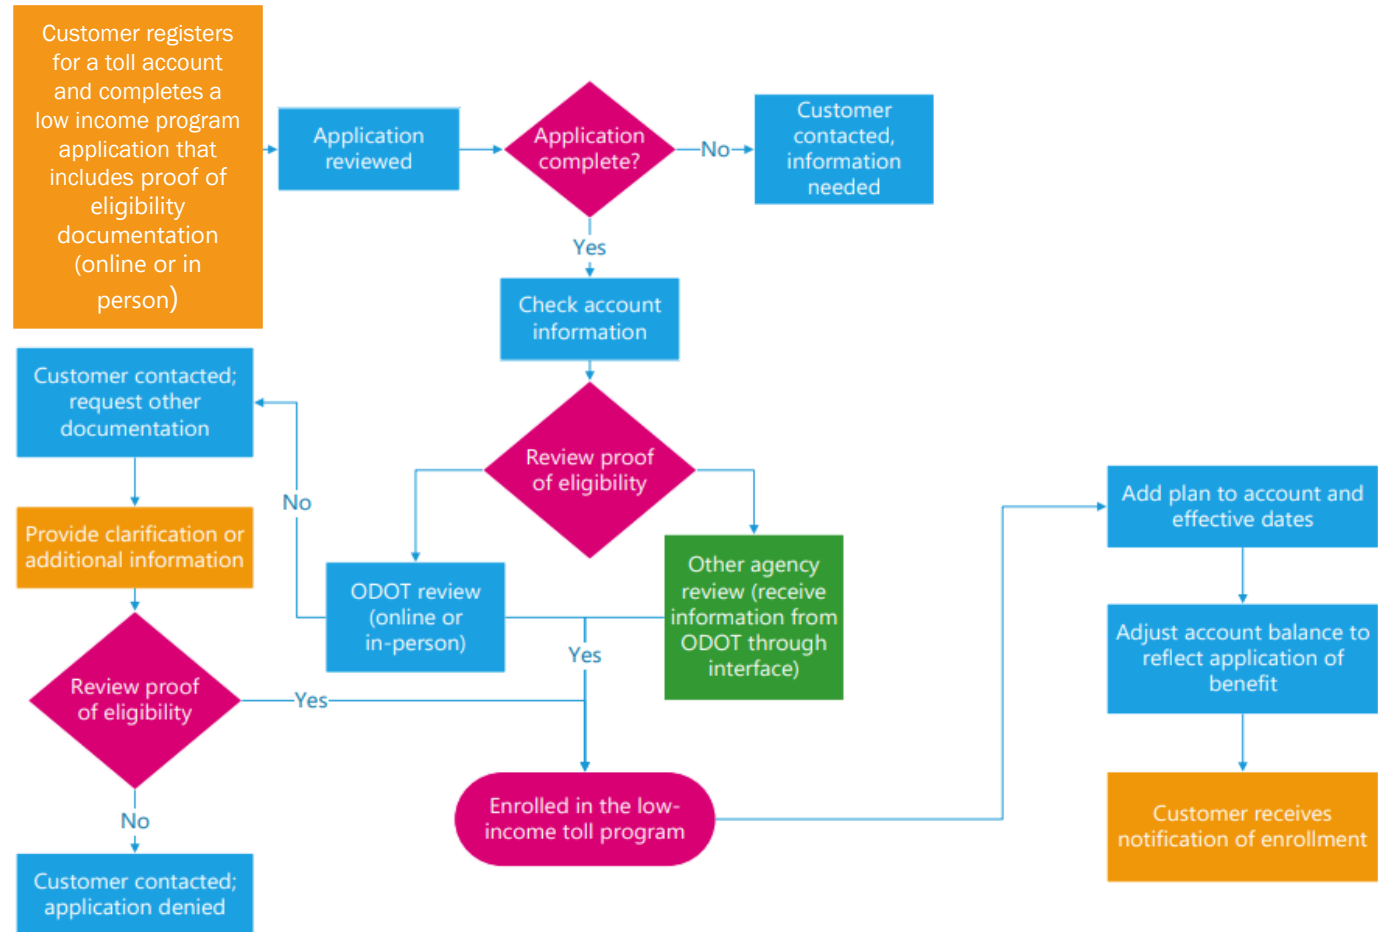 Customer registers
for a toll account
and completes a
low income program
application that
includes proof of
eligibility
documentation
(online or in
person)
Application
reviewed
Application
complete?
No
Customer
contacted,
information
needed
Yes
Check account
information
Review proof
of eligibility
Customer contacted;
request other
documentation
No
Provide clarification or
additional information
ODOT review
(online or
in-person)
Yes
Other agency
review (receive
information from
ODOT through
interface)
Review proof
of eligibility
Yes
No
Customer contacted;
application denied
Enrolled in the low-
income toll program
Add plan to account and
effective dates
Adjust account balance to
reflect application of
benefit
Customer receives
notification of enrollment